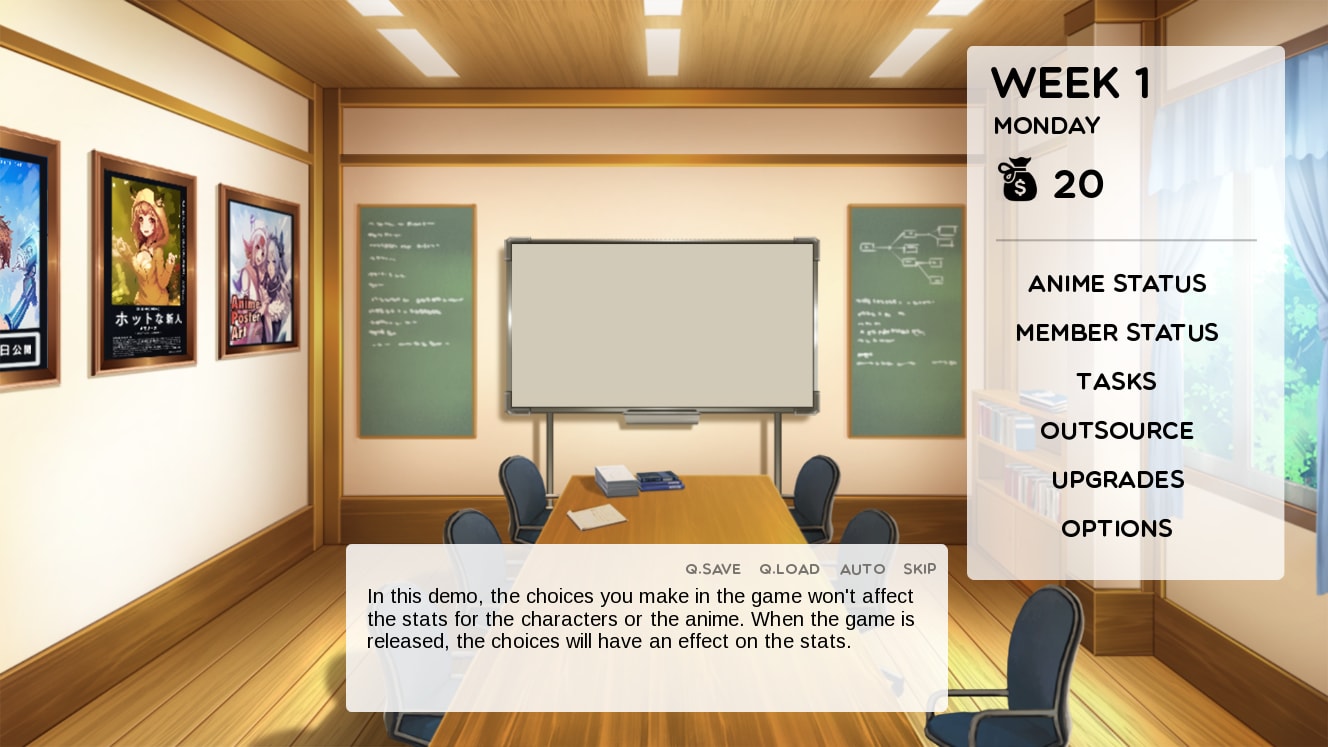 WEEK 1
MONDAY
$ 20
ANIME STATUS
MEMBER STATUS
TASKS
OUTSOURCE
UPGRADES
OPTIONS
ホットな新人
日公開
Anime
Poster
Art
Q.SAVE Q.LOAD AUTO SKIP
In this demo, the choices you make in the game won't affect
the stats for the characters or the anime. When the game is
released, the choices will have an effect on the stats.